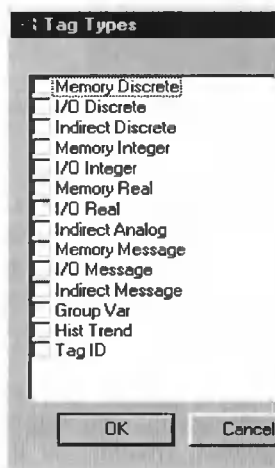 Tag Types
Memory Discrete
I/O Discrete
Indirect Discrete
Memory Integer
I/O Integer
Memory Real
I/O Real
Indirect Analog
Memory Message
I/O Message
Indirect Message
Group Var
Hist Trend
Tag ID
OK Cancel